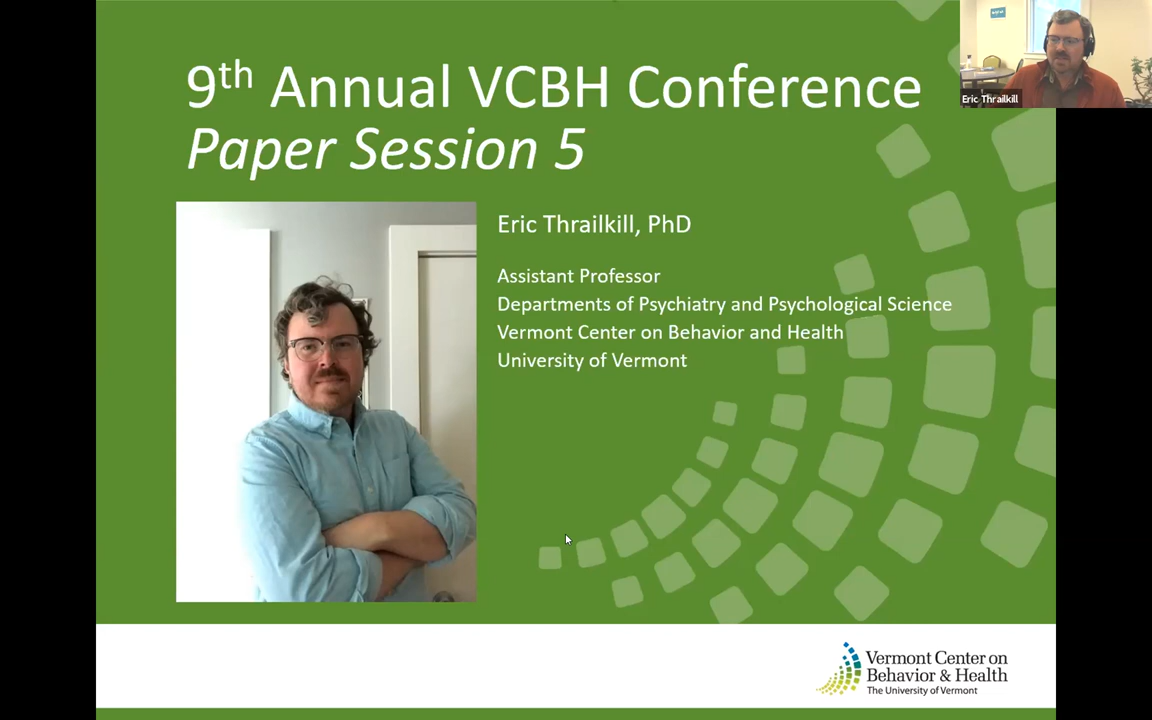 9th Annual VCBH Conference
Paper Session 5
Eric Thrailkill
Eric Thrailkill, PhD
Assistant Professor
Departments of Psychiatry and Psychological Science
Vermont Center on Behavior and Health
University of Vermont
Vermont Center on
Behavior & Health
The University of Vermont